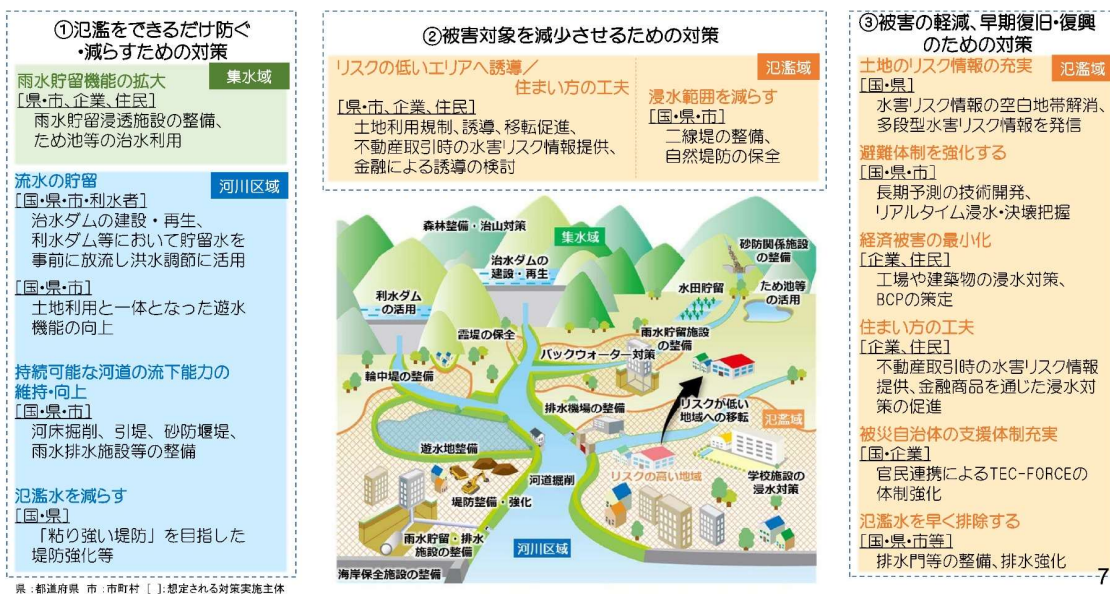 ①氾濫をできるだけ防ぐ
・減らすための対策
雨水貯留機能の拡大
集水域
[県・市、企業、住民]
雨水貯留浸透施設の整備、
ため池等の治水利用
流水の貯留
河川区域
[国・県・市・利水者]
治水ダムの建設・再生、
利水ダム等において貯留水を
事前に放流し洪水調節に活用
[国・県・市]
土地利用と一体となった遊水
機能の向上
持続可能な河道の流下能力の
維持・向上
[国・県・市]
河床掘削、引堤、砂防堰堤、
雨水排水施設等の整備
氾濫水を減らす
[国・県]
「粘り強い堤防」を目指した
堤防強化等
県：都道府県 市：市町村 [ ]：想定される対策実施主体
②被害対象を減少させるための対策
リスクの低いエリアへ誘導／
住まい方の工夫
氾濫域
[県・市、企業、住民]
土地利用規制、誘導、移転促進、
不動産取引時の水害リスク情報提供、
金融による誘導の検討
浸水範囲を減らす
[国・県・市]
二線堤の整備、
自然堤防の保全
森林整備・治山対策
集水域
治水ダムの
建設・再生
砂防関係施設
の整備
利水ダム
の活用
水田貯留
ため池等
の活用
霞堤の保全
雨水貯留施設
の整備
バックウォーター対策
輪中堤の整備
排水機場の整備
リスクが低い
地域への移転
氾濫域
遊水地整備
河道掘削
リスクの高い地域
学校施設の
浸水対策
堤防整備・強化
雨水貯留・排水
施設の整備
河川区域
海岸保全施設の整備
③被害の軽減、早期復旧・復興
のための対策
土地のリスク情報の充実
氾濫域
[国・県]
水害リスク情報の空白地帯解消、
多段型水害リスク情報を発信
避難体制を強化する
[国・県・市]
長期予測の技術開発、
リアルタイム浸水・決壊把握
経済被害の最小化
[企業、住民]
工場や建築物の浸水対策、
BCPの策定
住まい方の工夫
[企業、住民]
不動産取引時の水害リスク情報
提供、金融商品を通じた浸水対
策の促進
被災自治体の支援体制充実
[国・企業]
官民連携によるTEC-FORCEの
体制強化
氾濫水を早く排除する
[国・県・市等]
排水門等の整備、排水強化
7